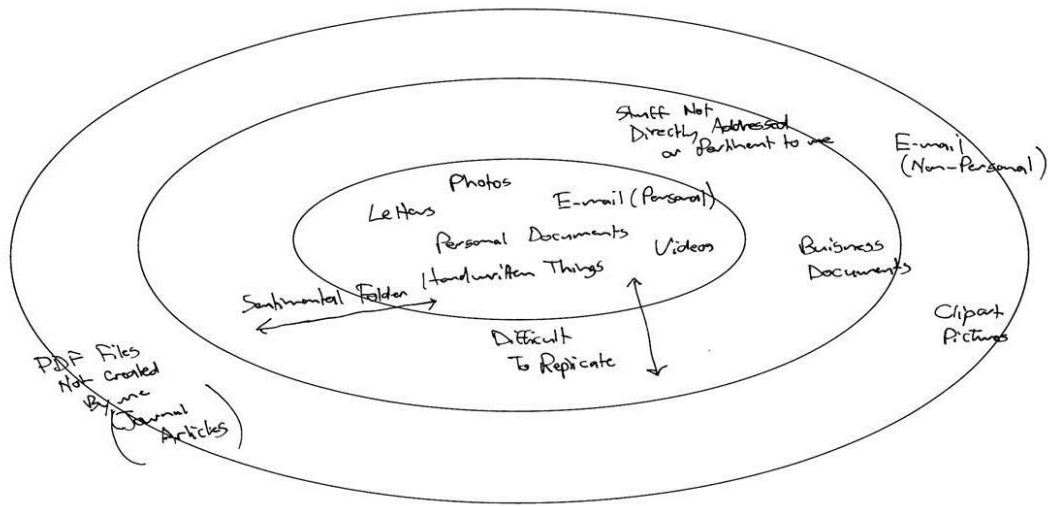 Stuff Not
Directly Addressed
or Pertinent to me
E-mail
(Non-Personal)
Photos
Letters
E-mail (Personal)
Personal Documents
Videos
Buisness
Documents
Handwritten Things
Sentimental Folder
Clipart
Pictures
Difficult
To Replicate
PDF Files
Not Created
By me
(Journal
Articles)